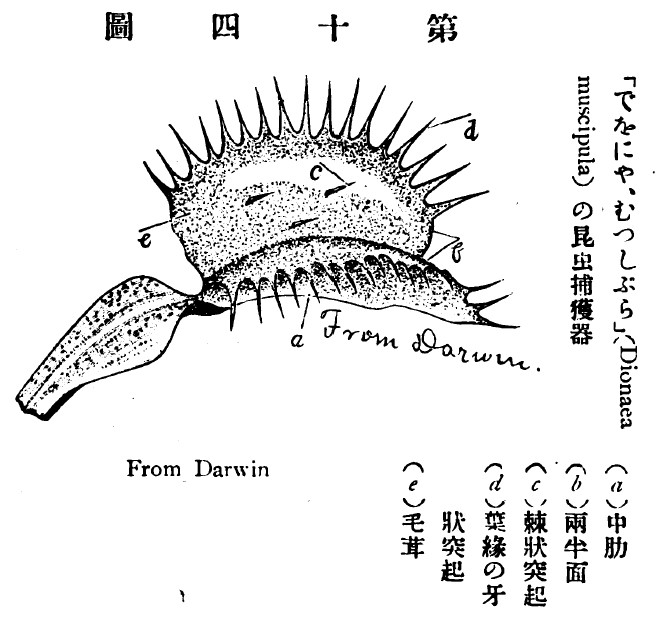 第十四圖
「でをにや、むつしぶら」(Dionaea
muscipula) の昆虫捕獲器
d
c
e
b
a
From Darwin.
From Darwin
(a) 中肋
(b) 兩半面
(c) 棘狀突起
(d) 葉緣の牙
狀突起
(e) 毛茸